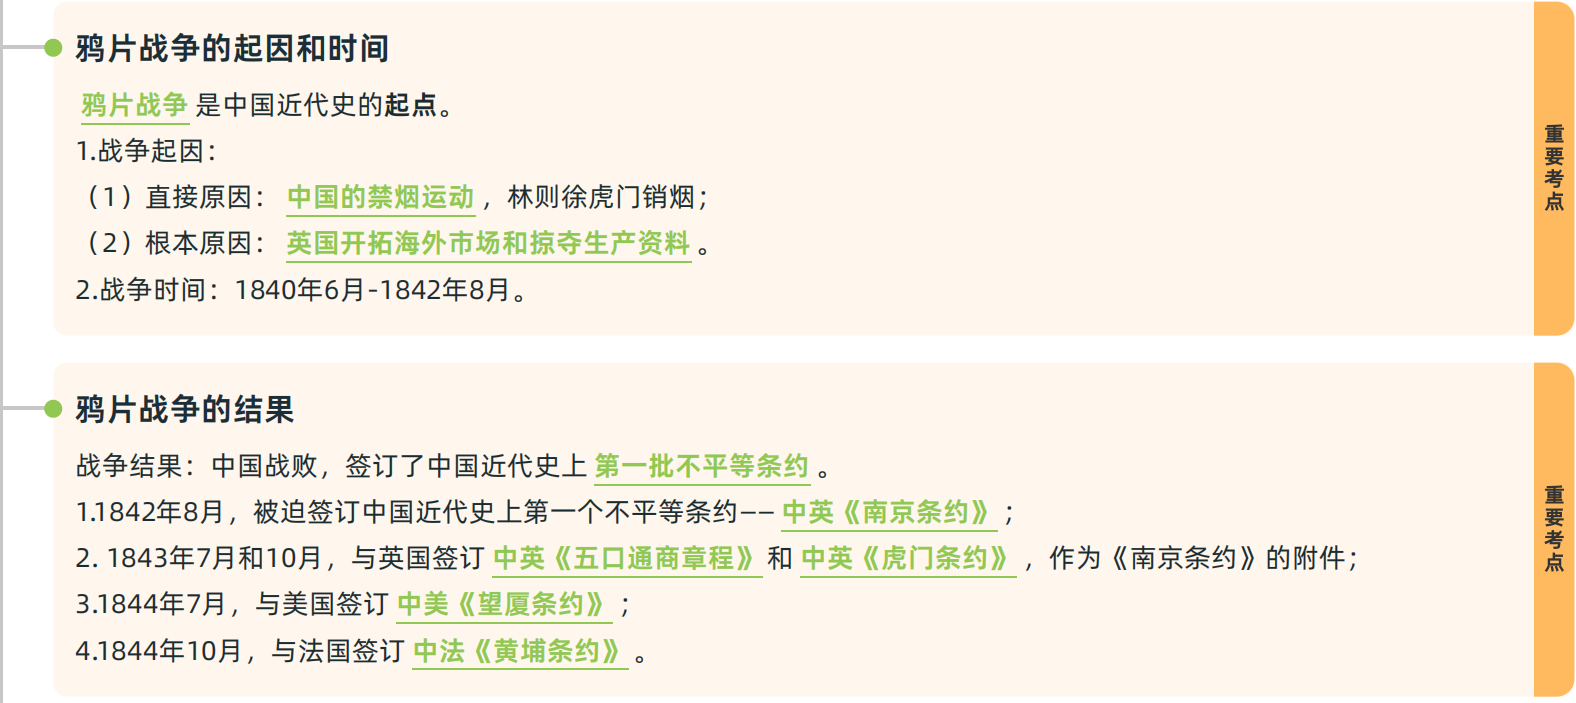 鸦片战争的起因和时间
鸦片战争 是中国近代史的起点。
1.战争起因：
（1）直接原因： 中国的禁烟运动 ，林则徐虎门销烟；
（2）根本原因： 英国开拓海外市场和掠夺生产资料 。
2.战争时间：1840年6月-1842年8月。
重要考点
鸦片战争的结果
战争结果：中国战败，签订了中国近代史上 第一批不平等条约 。
1.1842年8月，被迫签订中国近代史上第一个不平等条约−− 中英《南京条约》 ；
2. 1843年7月和10月，与英国签订 中英《五口通商章程》 和 中英《虎门条约》 ，作为《南京条约》的附件；
3.1844年7月，与美国签订 中美《望厦条约》 ；
4.1844年10月，与法国签订 中法《黄埔条约》 。
重要考点